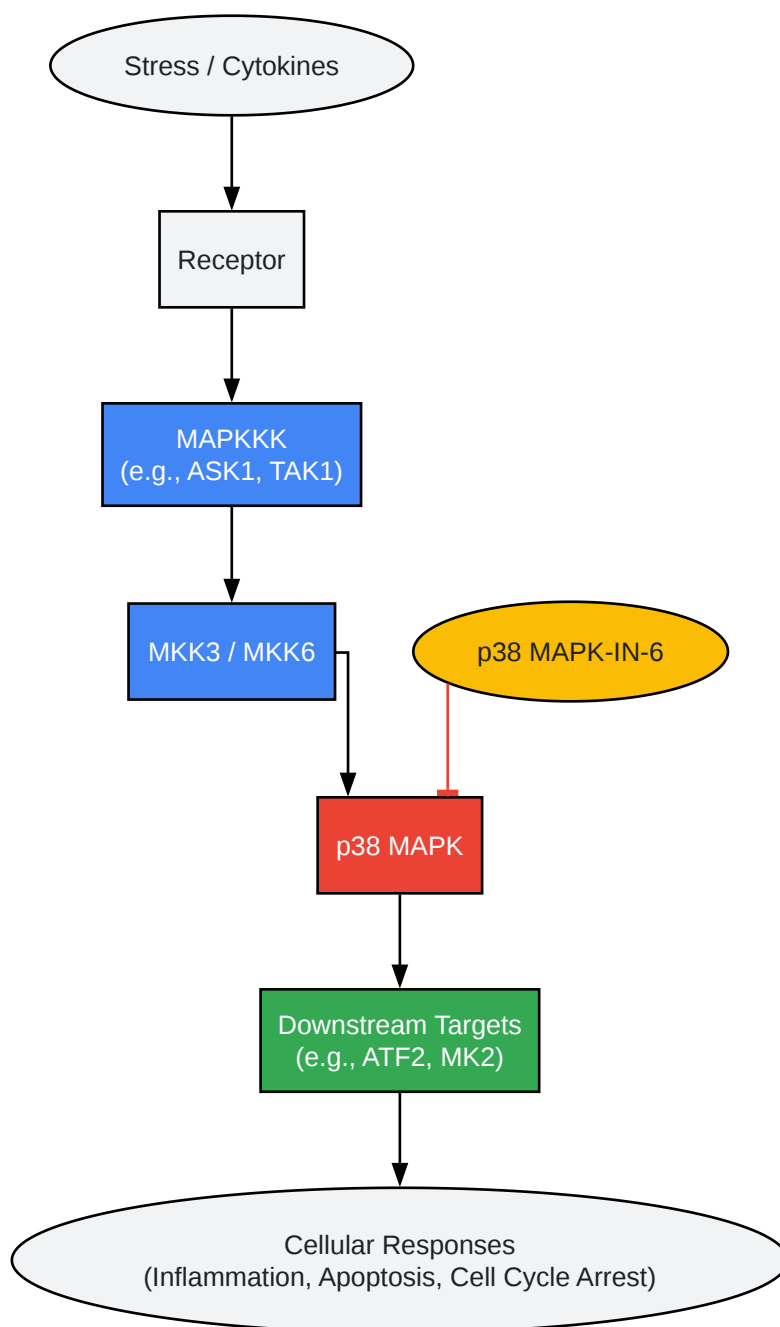 Stress / Cytokines
Receptor
MAPKKK
(e.g., ASK1, TAK1)
MKK3 / MKK6
p38 MAPK-IN-6
p38 MAPK
Downstream Targets
(e.g., ATF2, MK2)
Cellular Responses
(Inflammation, Apoptosis, Cell Cycle Arrest)